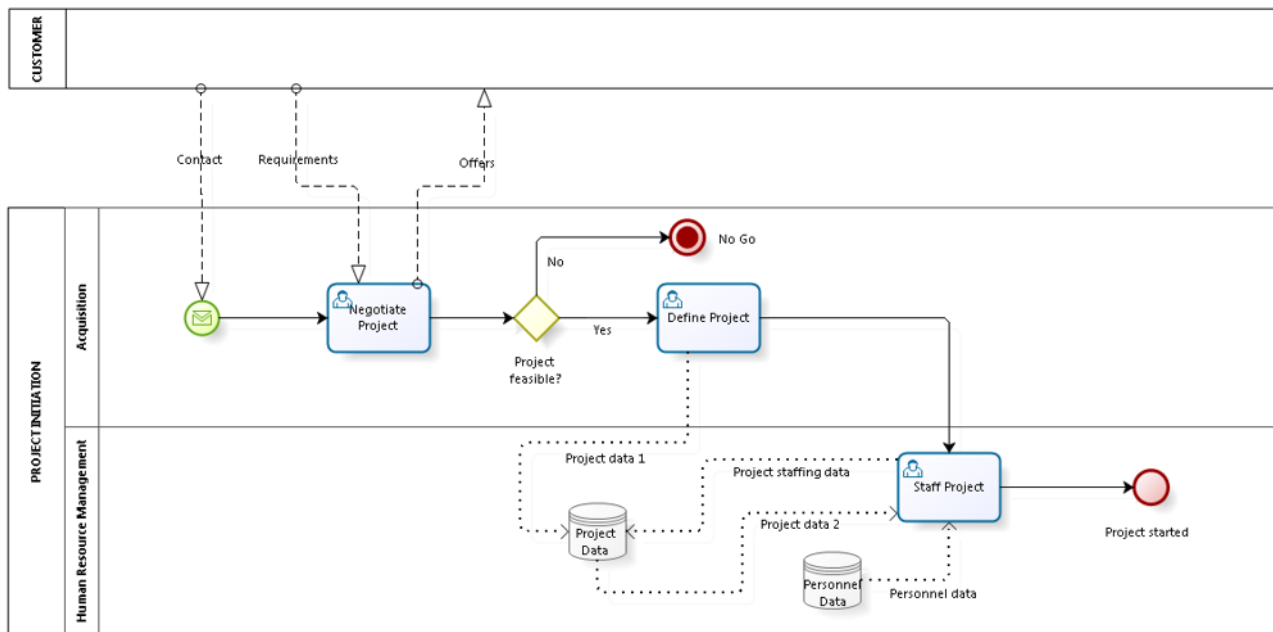 CUSTOMER
Contact
Requirements
Offers
PROJECT INITIATION
Acquisition
No Go
No
Negotiate
Project
Define Project
Yes
Project
feasible?
Human Resource Management
Project data 1
Project staffing data
Staff Project
Project data 2
Project
Data
Project started
Personnel
Data
Personnel data